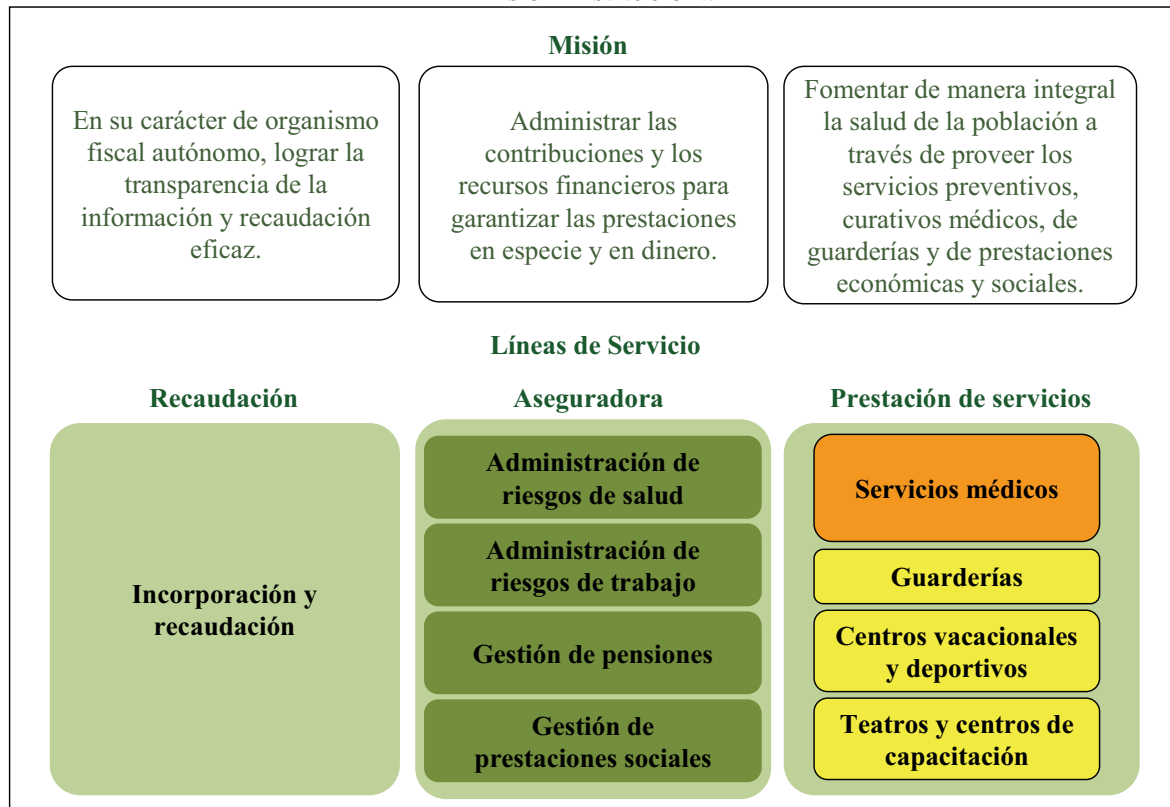 Misión
En su carácter de organismo
fiscal autónomo, lograr la
transparencia de la
información y recaudación
eficaz.
Administrar las
contribuciones y los
recursos financieros para
garantizar las prestaciones
en especie y en dinero.
Fomentar de manera integral
la salud de la población a
través de proveer los
servicios preventivos,
curativos médicos, de
guarderías y de prestaciones
económicas y sociales.
Líneas de Servicio
Recaudación
Incorporación y
recaudación
Aseguradora
Administración de
riesgos de salud
Administración de
riesgos de trabajo
Gestión de pensiones
Gestión de
prestaciones sociales
Prestación de servicios
Servicios médicos
Guarderías
Centros vacacionales
y deportivos
Teatros y centros de
capacitación